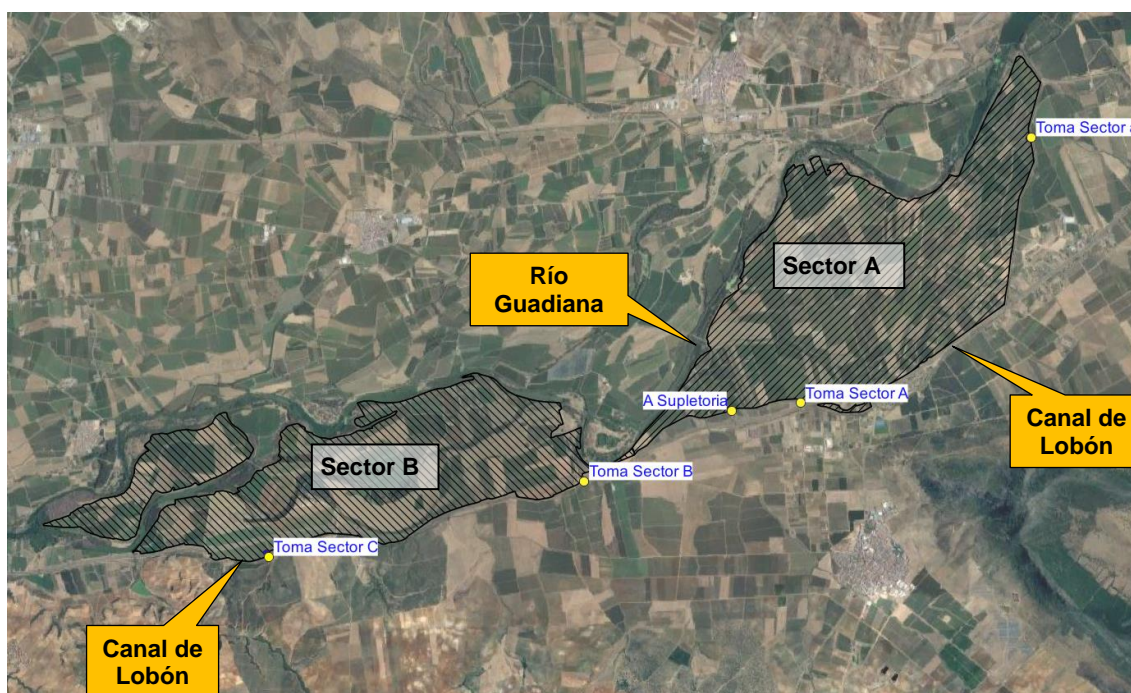 Toma Sector a
Sector A
Río
Guadiana
A Supletoria
Toma Sector A
Canal de
Lobón
Sector B
Toma Sector B
Toma Sector C
Canal de
Lobón